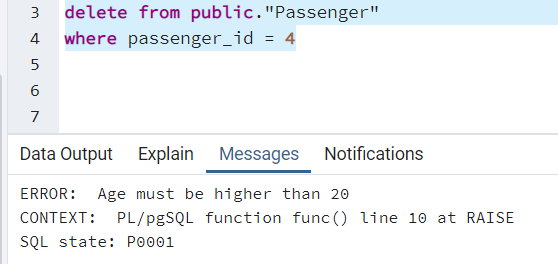 3 delete from public."Passenger"
4 where passenger_id = 4
5
6
7
Data Output Explain Messages Notifications
ERROR:  Age must be higher than 20
CONTEXT:  PL/pgSQL function func() line 10 at RAISE
SQL state: P0001